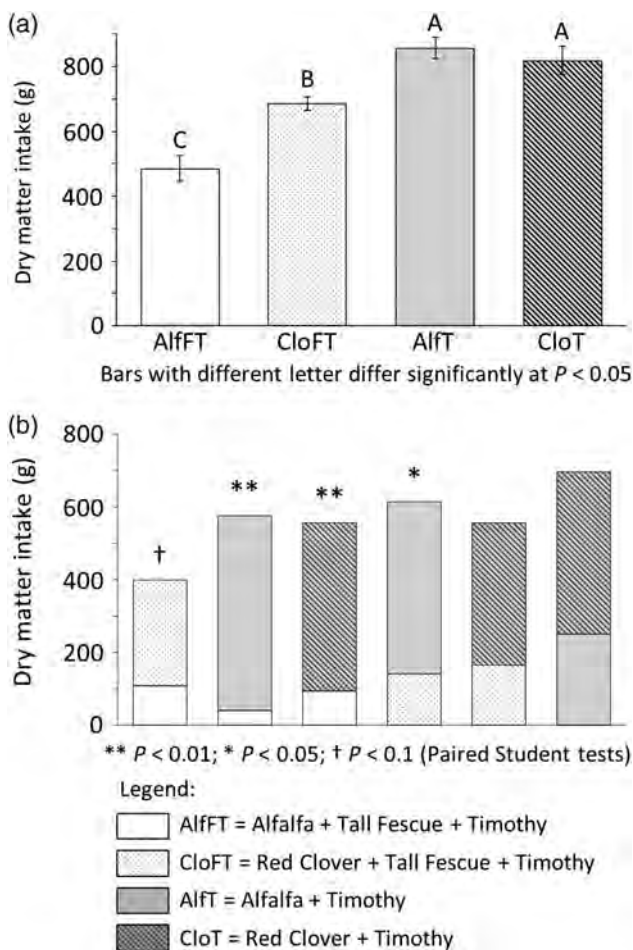 (a)
Dry matter intake (g)
800
600
400
200
0
C
B
A
A
AlfFT
CloFT
AlfT
CloT
Bars with different letter differ significantly at P < 0.05
(b)
Dry matter intake (g)
800
600
400
200
0
†
**
**
*
** P < 0.01; * P < 0.05; † P < 0.1 (Paired Student tests)
Legend:
AlfFT = Alfalfa + Tall Fescue + Timothy
CloFT = Red Clover + Tall Fescue + Timothy
AlfT = Alfalfa + Timothy
CloT = Red Clover + Timothy